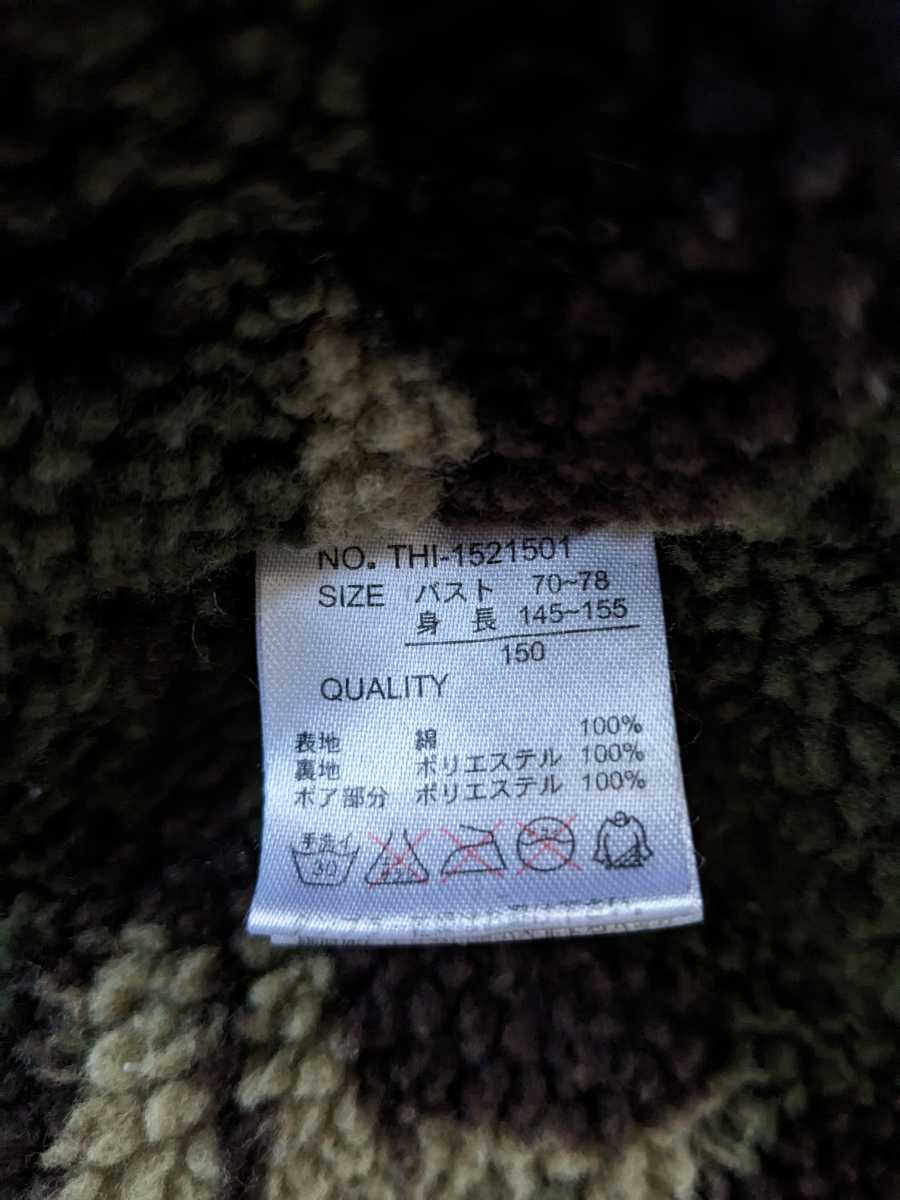 NO. THI-1521501
SIZE バスト 70~78
身 長 145~155
150
QUALITY
表地 綿 100%
裏地 ポリエステル 100%
ボア部分 ポリエステル 100%
手洗イ
30